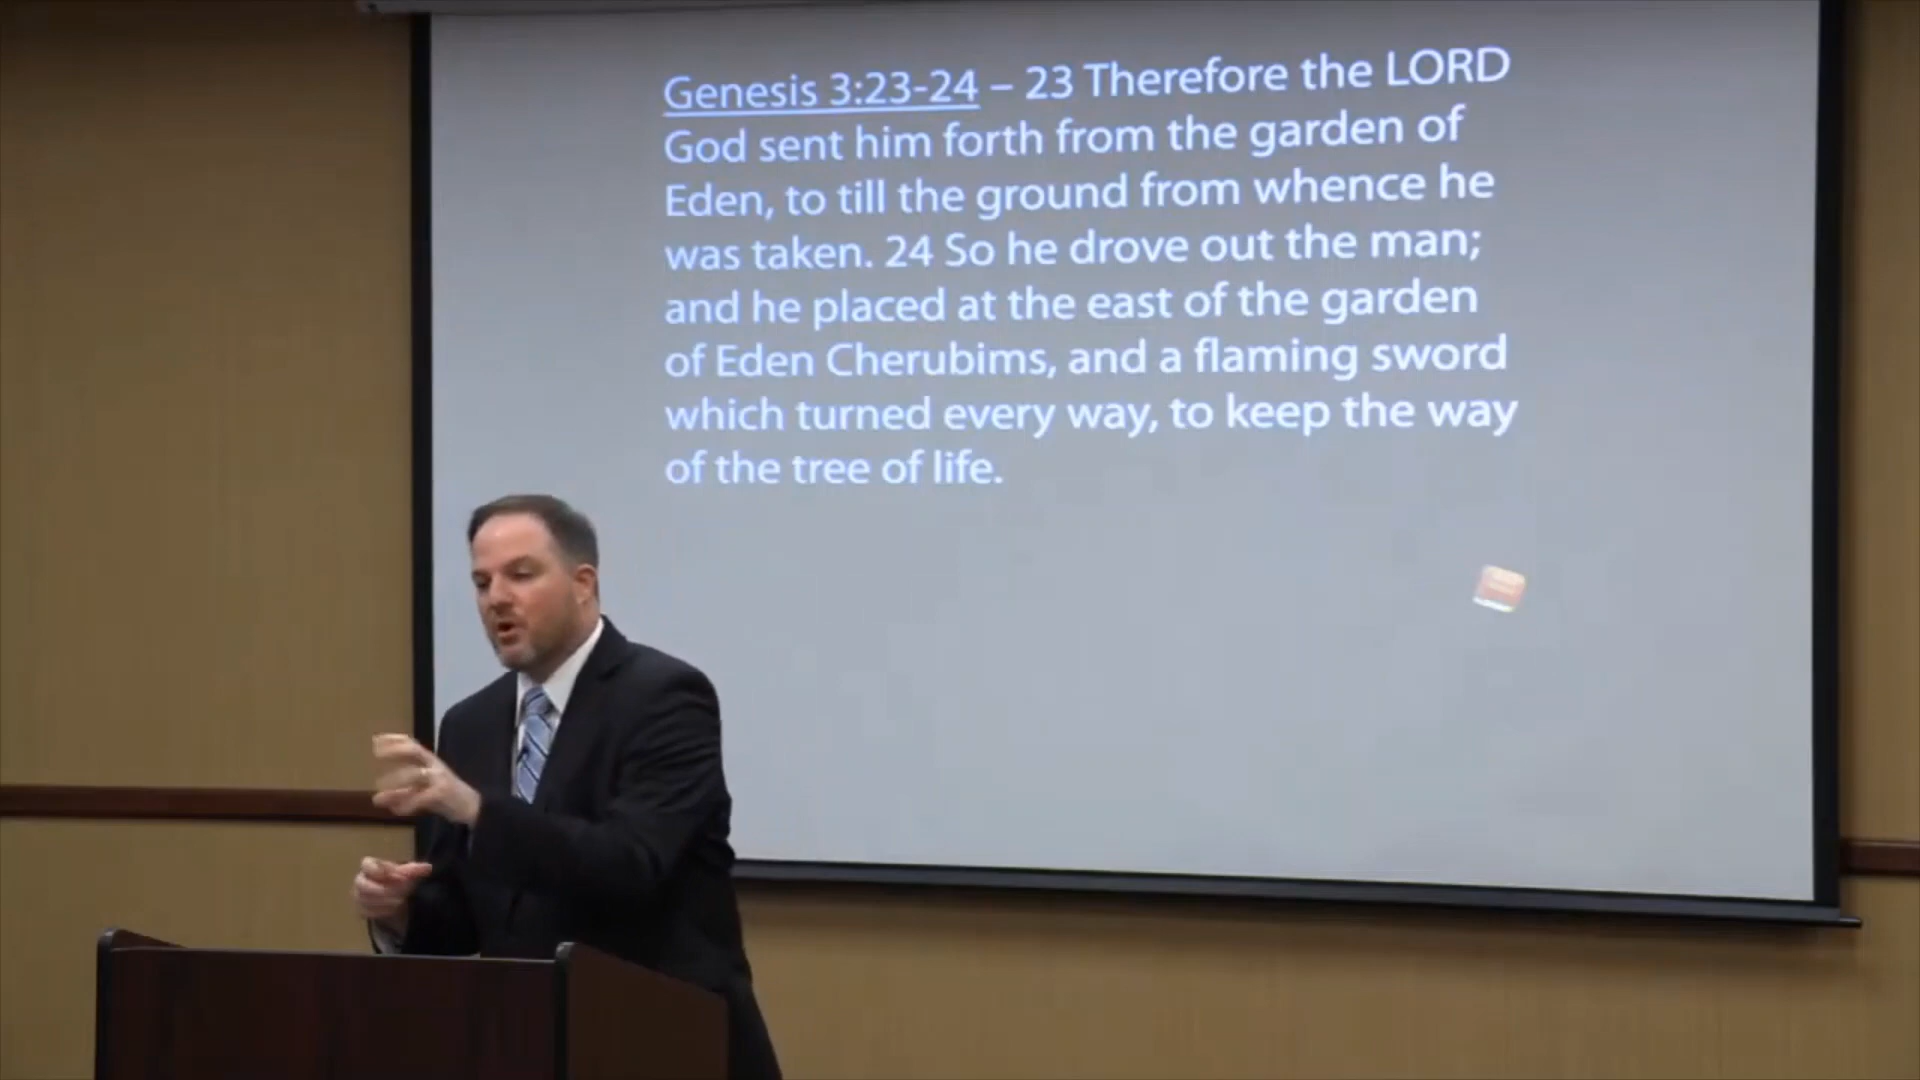 Genesis 3:23-24 – 23 Therefore the LORD
God sent him forth from the garden of
Eden, to till the ground from whence he
was taken. 24 So he drove out the man;
and he placed at the east of the garden
of Eden Cherubims, and a flaming sword
which turned every way, to keep the way
of the tree of life.